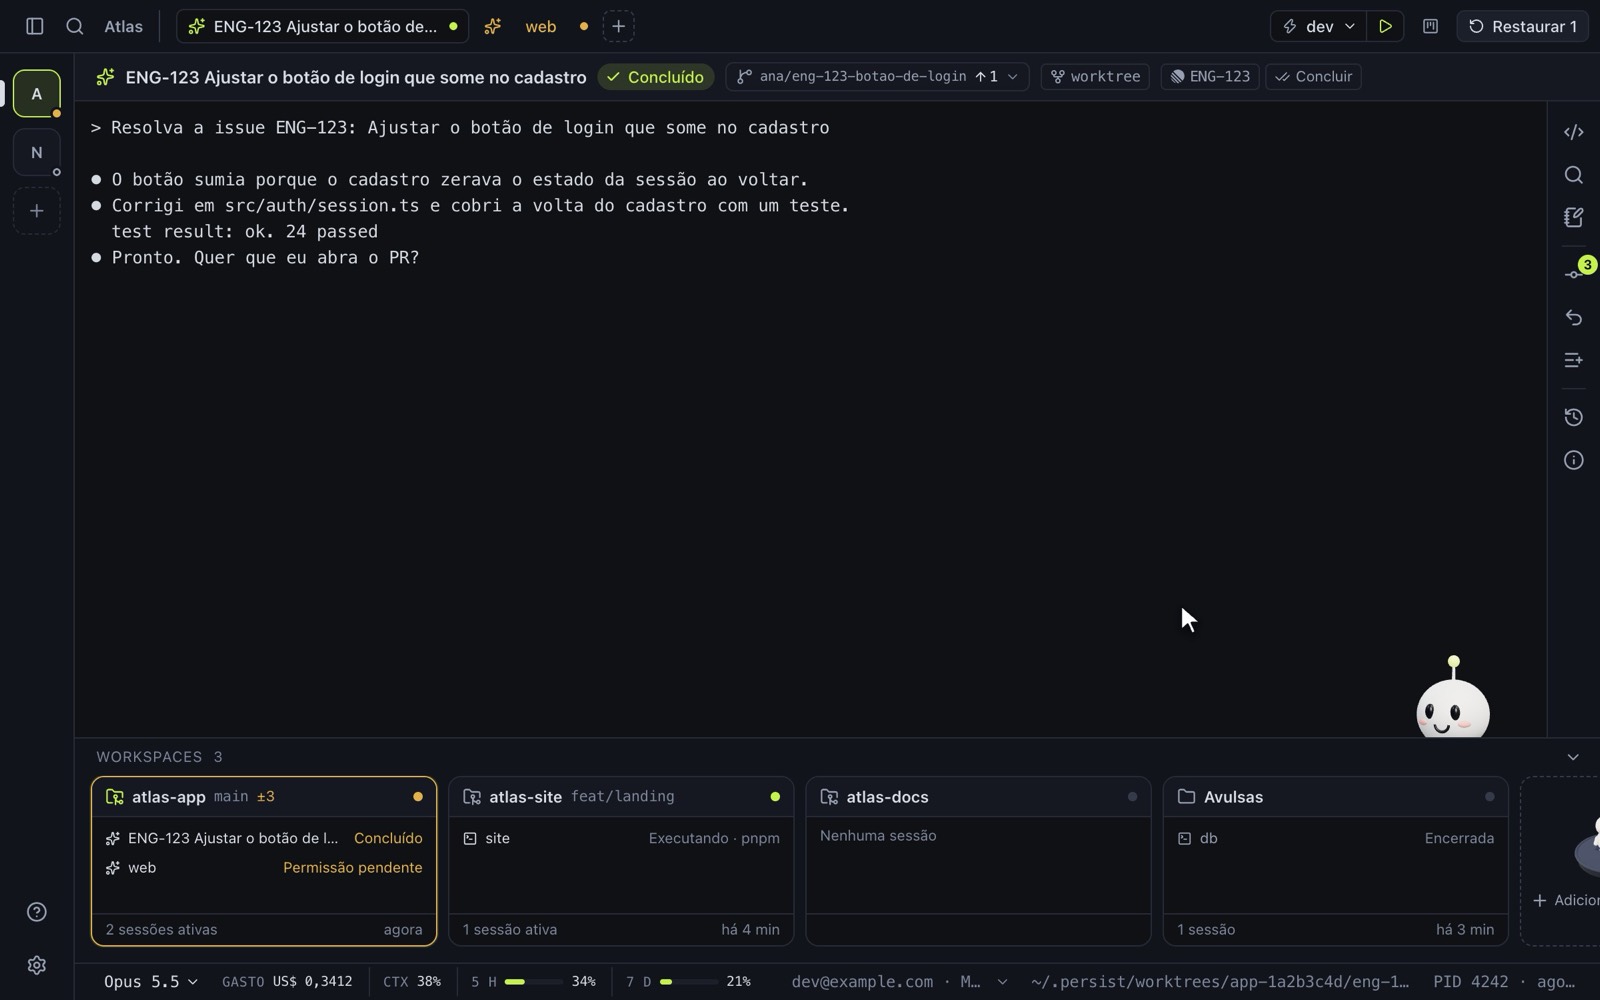 Atlas
ENG-123 Ajustar o botão de...
web
dev
Restaurar 1
A
N
ENG-123 Ajustar o botão de login que some no cadastro
Concluído
ana/eng-123-botao-de-login ↑1
worktree
ENG-123
Concluir
> Resolva a issue ENG-123: Ajustar o botão de login que some no cadastro
● O botão sumia porque o cadastro zerava o estado da sessão ao voltar.
● Corrigi em src/auth/session.ts e cobri a volta do cadastro com um teste.
test result: ok. 24 passed
● Pronto. Quer que eu abra o PR?
3
WORKSPACES 3
atlas-app main ±3
ENG-123 Ajustar o botão de l... Concluído
web Permissão pendente
2 sessões ativas agora
atlas-site feat/landing
site Executando · pnpm
1 sessão ativa há 4 min
atlas-docs
Nenhuma sessão
Avulsas
db Encerrada
1 sessão há 3 min
+ Adicior
Opus 5.5
GASTO US$ 0,3412
CTX 38%
5 H 34%
7 D 21%
dev@example.com · M…
~/.persist/worktrees/app-1a2b3c4d/eng-1…
PID 4242 · ago…